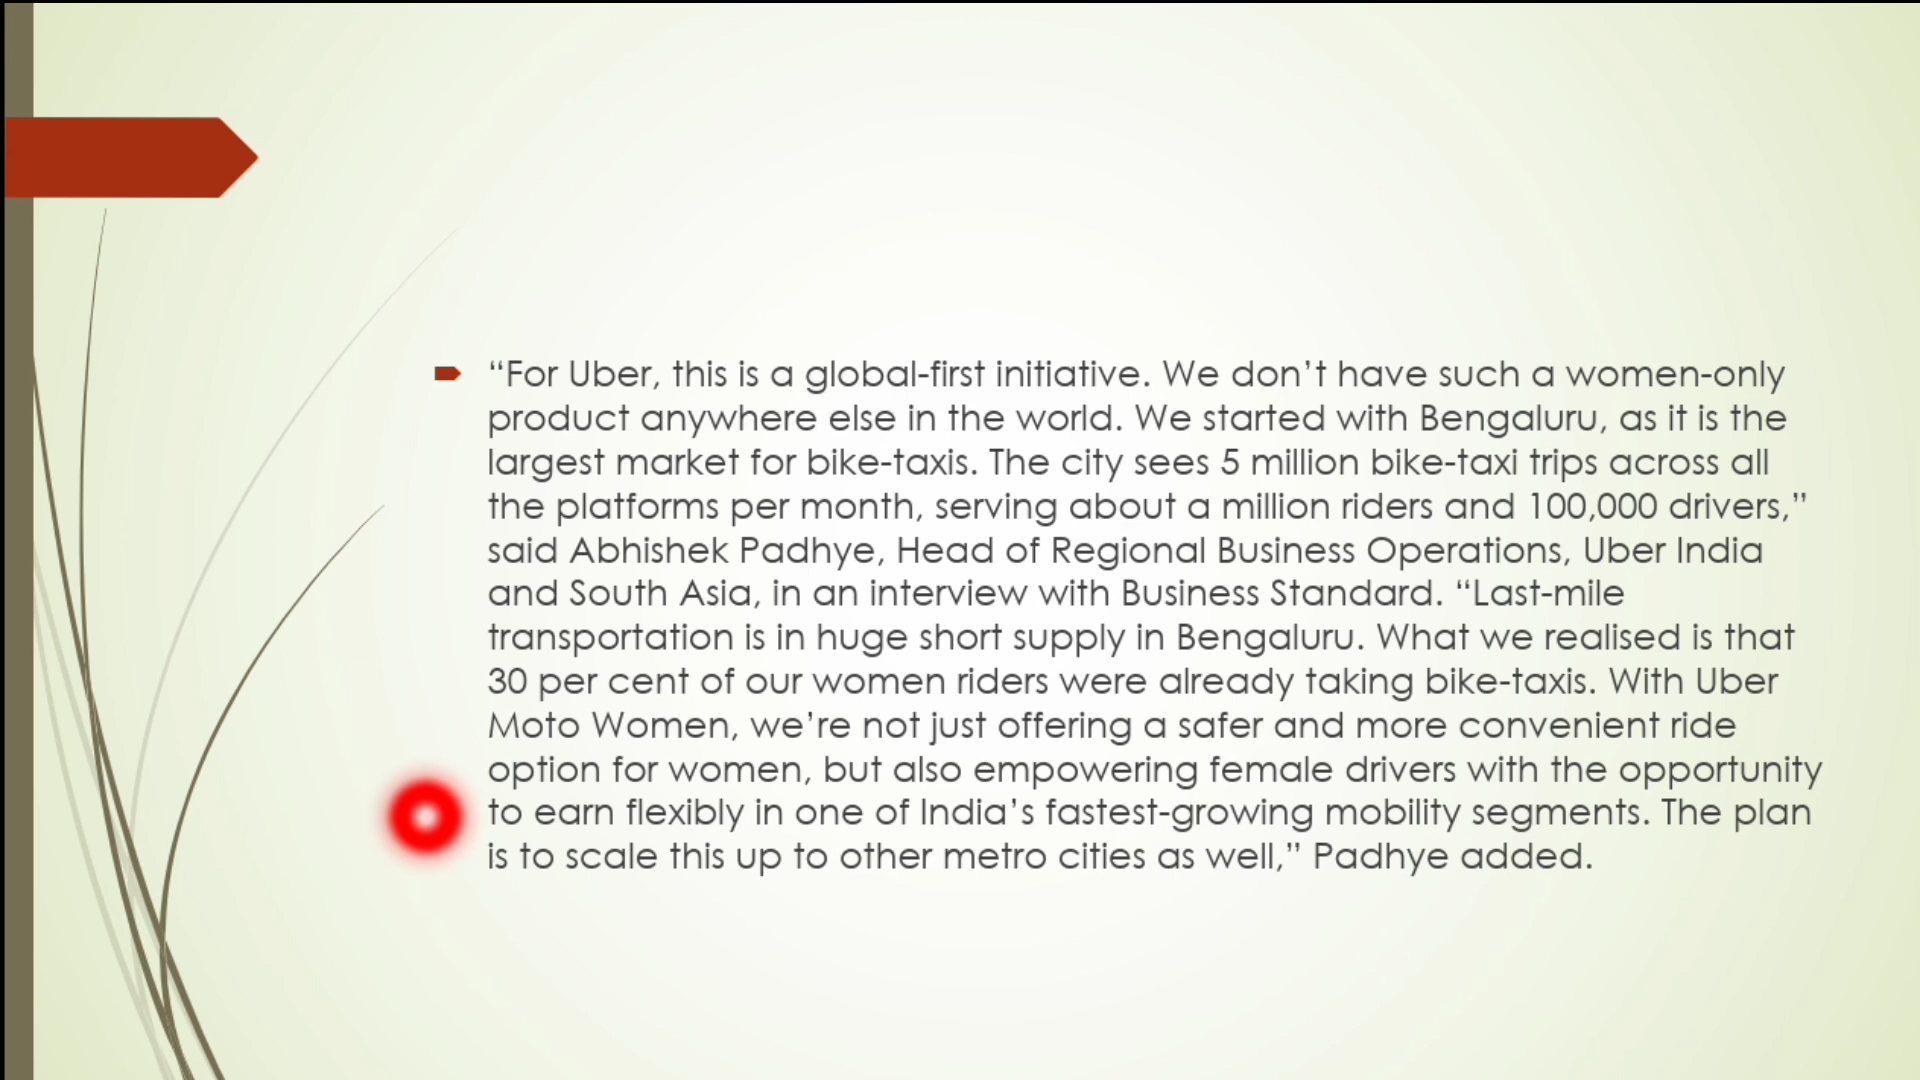 “For Uber, this is a global-first initiative. We don’t have such a women-only
product anywhere else in the world. We started with Bengaluru, as it is the
largest market for bike-taxis. The city sees 5 million bike-taxi trips across all
the platforms per month, serving about a million riders and 100,000 drivers,”
said Abhishek Padhye, Head of Regional Business Operations, Uber India
and South Asia, in an interview with Business Standard. “Last-mile
transportation is in huge short supply in Bengaluru. What we realised is that
30 per cent of our women riders were already taking bike-taxis. With Uber
Moto Women, we’re not just offering a safer and more convenient ride
option for women, but also empowering female drivers with the opportunity
to earn flexibly in one of India’s fastest-growing mobility segments. The plan
is to scale this up to other metro cities as well,” Padhye added.